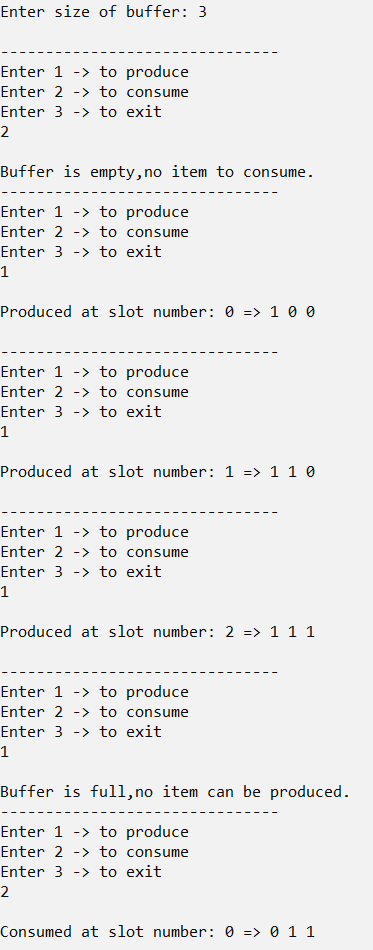 Enter size of buffer: 3
-------------------------------
Enter 1 -> to produce
Enter 2 -> to consume
Enter 3 -> to exit
2
Buffer is empty,no item to consume.
-------------------------------
Enter 1 -> to produce
Enter 2 -> to consume
Enter 3 -> to exit
1
Produced at slot number: 0 => 1 0 0
-------------------------------
Enter 1 -> to produce
Enter 2 -> to consume
Enter 3 -> to exit
1
Produced at slot number: 1 => 1 1 0
-------------------------------
Enter 1 -> to produce
Enter 2 -> to consume
Enter 3 -> to exit
1
Produced at slot number: 2 => 1 1 1
-------------------------------
Enter 1 -> to produce
Enter 2 -> to consume
Enter 3 -> to exit
1
Buffer is full,no item can be produced.
-------------------------------
Enter 1 -> to produce
Enter 2 -> to consume
Enter 3 -> to exit
2
Consumed at slot number: 0 => 0 1 1